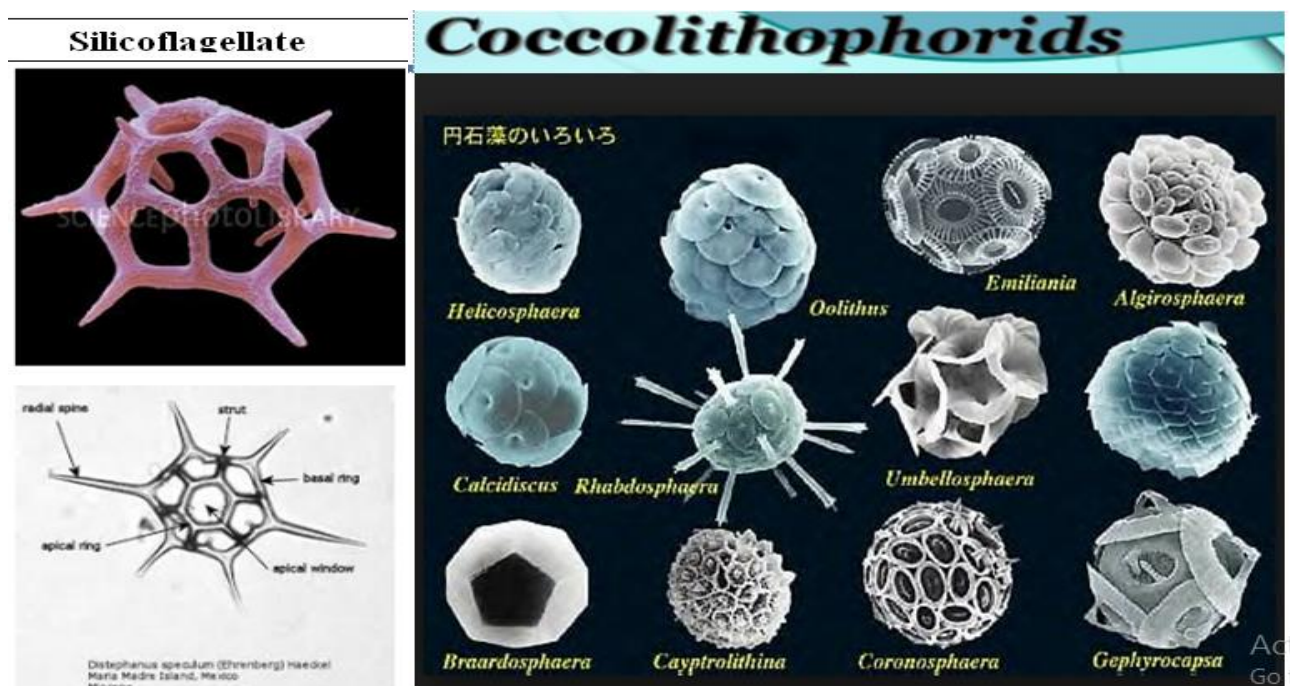 Silicoflagellate
SCIENCEPHOTOLIBRARY
radial spine
strut
basal ring
apical ring
apical window
Distephanus speculum (Ehrenberg) Haeckel
Maria Madre Island, Mexico
Coccolithophorids
円石藻のいろいろ
Helicosphaera
Oolithus
Emiliania
Algirosphaera
Calcidiscus
Rhabdosphaera
Umbellosphaera
Braardosphaera
Cayptrolithina
Coronosphaera
Gephyrocapsa
Go